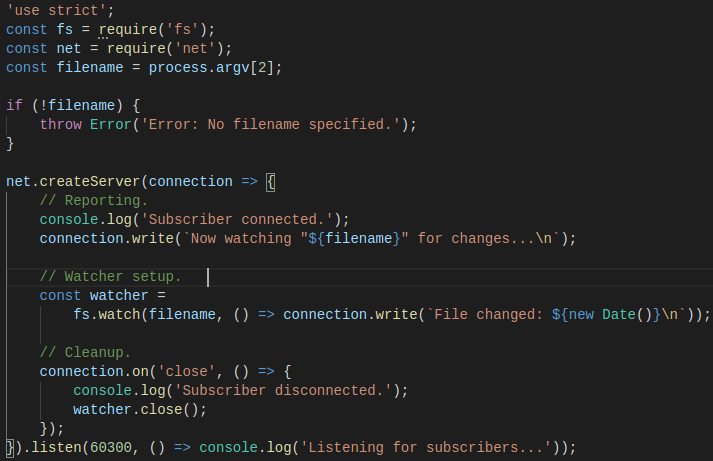 'use strict';
const fs = require('fs');
const net = require('net');
const filename = process.argv[2];

if (!filename) {
    throw Error('Error: No filename specified.');
}

net.createServer(connection => {
    // Reporting.
    console.log('Subscriber connected.');
    connection.write(`Now watching "${filename}" for changes...\n`);

    // Watcher setup.
    const watcher =
        fs.watch(filename, () => connection.write(`File changed: ${new Date()}\n`));

    // Cleanup.
    connection.on('close', () => {
        console.log('Subscriber disconnected.');
        watcher.close();
    });
}).listen(60300, () => console.log('Listening for subscribers...'));